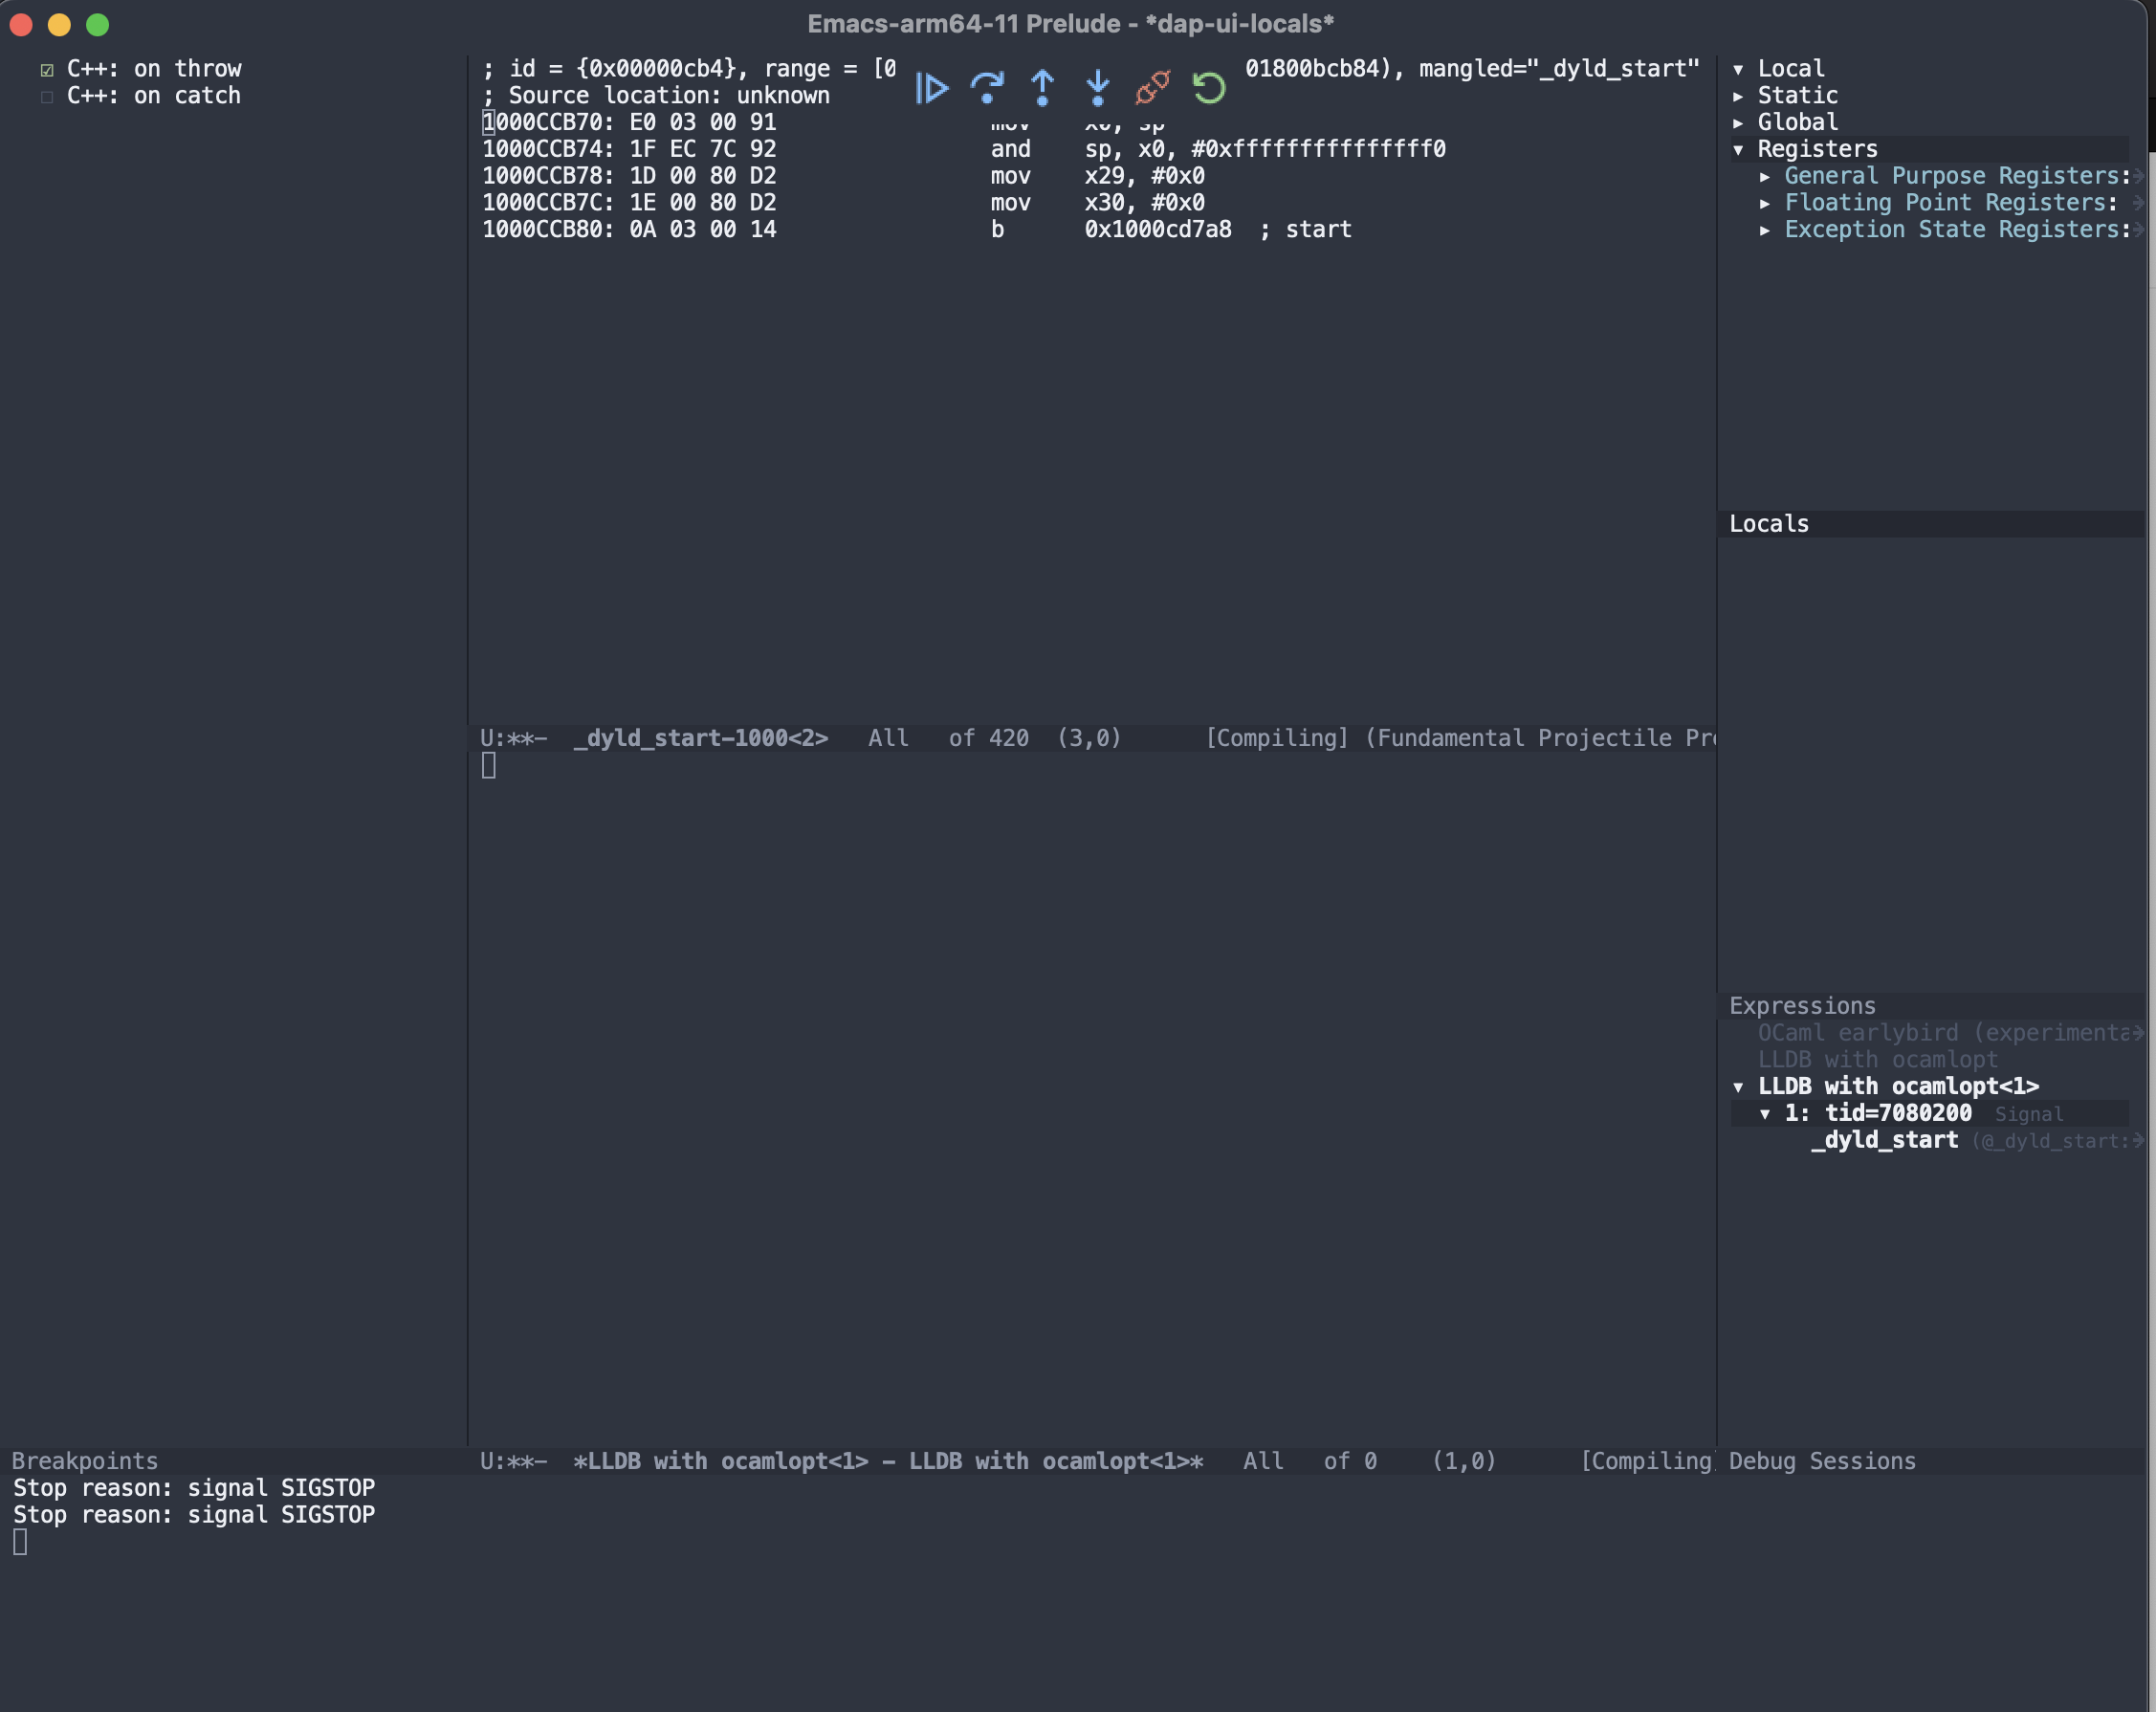 Emacs-arm64-11 Prelude - *dap-ui-locals*
☑ C++: on throw
☐ C++: on catch
Breakpoints
; id = {0x00000cb4}, range = [0 01800bcb84), mangled="_dyld_start"
; Source location: unknown
1000CCB70: E0 03 00 91 mov x0, sp
1000CCB74: 1F EC 7C 92 and sp, x0, #0xfffffffffffffff0
1000CCB78: 1D 00 80 D2 mov x29, #0x0
1000CCB7C: 1E 00 80 D2 mov x30, #0x0
1000CCB80: 0A 03 00 14 b 0x1000cd7a8 ; start
U:**- _dyld_start-1000<2> All of 420 (3,0) [Compiling] (Fundamental Projectile Pr
U:**- *LLDB with ocamlopt<1> - LLDB with ocamlopt<1>* All of 0 (1,0) [Compiling
▼ Local
▶ Static
▶ Global
▼ Registers
▶ General Purpose Registers:
▶ Floating Point Registers:
▶ Exception State Registers:
Locals
Expressions
OCaml earlybird (experimenta
LLDB with ocamlopt
▼ LLDB with ocamlopt<1>
▼ 1: tid=7080200 Signal
_dyld_start (@_dyld_start:
Debug Sessions
Stop reason: signal SIGSTOP
Stop reason: signal SIGSTOP